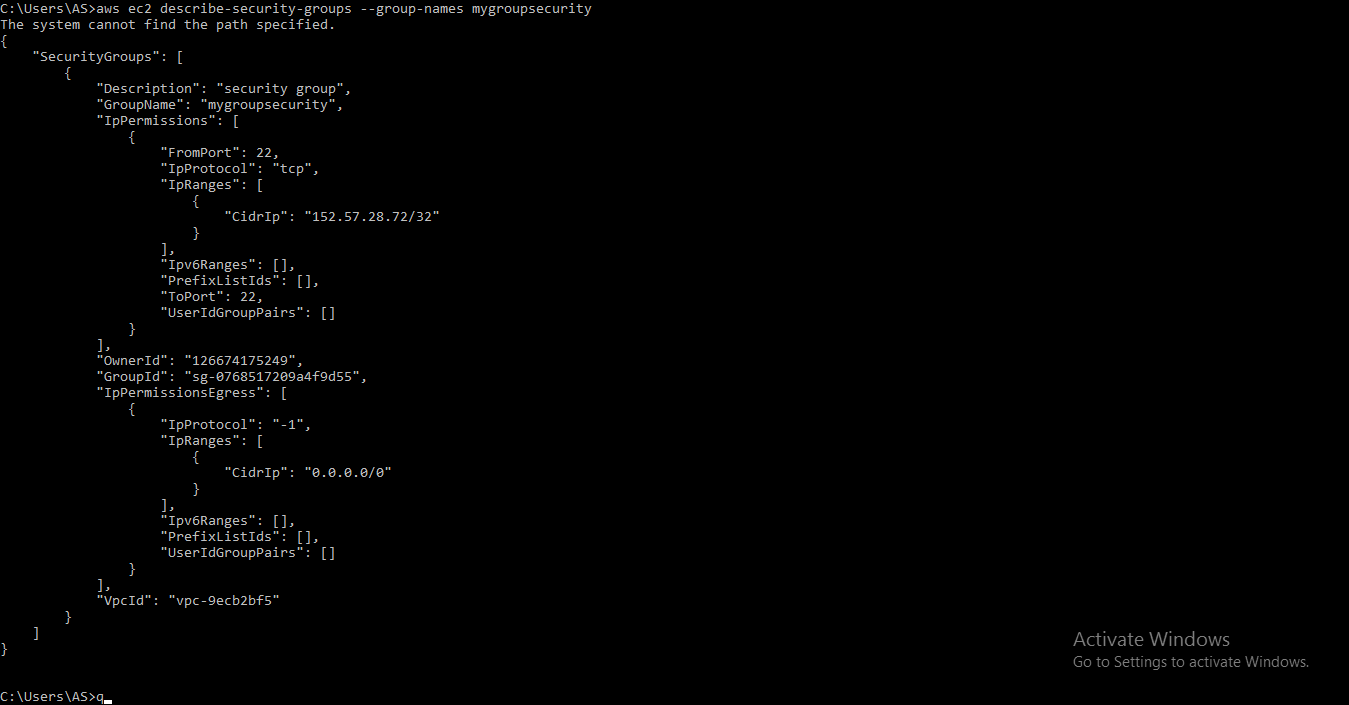 C:\Users\AS>aws ec2 describe-security-groups --group-names mygroupsecurity
The system cannot find the path specified.
{
    "SecurityGroups": [
        {
            "Description": "security group",
            "GroupName": "mygroupsecurity",
            "IpPermissions": [
                {
                    "FromPort": 22,
                    "IpProtocol": "tcp",
                    "IpRanges": [
                        {
                            "CidrIp": "152.57.28.72/32"
                        }
                    ],
                    "Ipv6Ranges": [],
                    "PrefixListIds": [],
                    "ToPort": 22,
                    "UserIdGroupPairs": []
                }
            ],
            "OwnerId": "126674175249",
            "GroupId": "sg-0768517209a4f9d55",
            "IpPermissionsEgress": [
                {
                    "IpProtocol": "-1",
                    "IpRanges": [
                        {
                            "CidrIp": "0.0.0.0/0"
                        }
                    ],
                    "Ipv6Ranges": [],
                    "PrefixListIds": [],
                    "UserIdGroupPairs": []
                }
            ],
            "VpcId": "vpc-9ecb2bf5"
        }
    ]
}
Activate Windows
Go to Settings to activate Windows.
C:\Users\AS>q